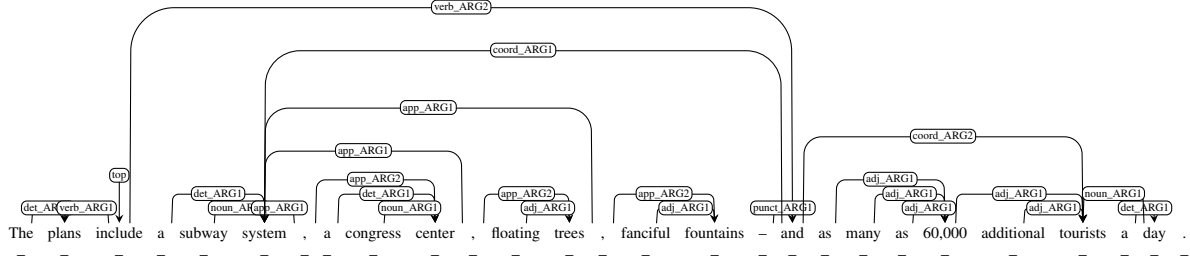 verb_ARG2
coord_ARG1
app_ARG1
coord_ARG2
app_ARG1
top
app_ARG2 adj_ARG1
det_ARG1 det_ARG1 app_ARG2 app_ARG2 adj_ARG1 adj_ARG1 noun_ARG1
det_AR verb_ARG1 noun_ARG app_ARG1 noun_ARG1 adj_ARG1 adj_ARG1 punct_ARG1 adj_ARG1 adj_ARG1 det_ARG1
The plans include a subway system , a congress center , floating trees , fanciful fountains – and as many as 60,000 additional tourists a day .
_ _ _ _ _ _ _ _ _ _ _ _ _ _ _ _ _ _ _ _ _ _ _ _ _ _